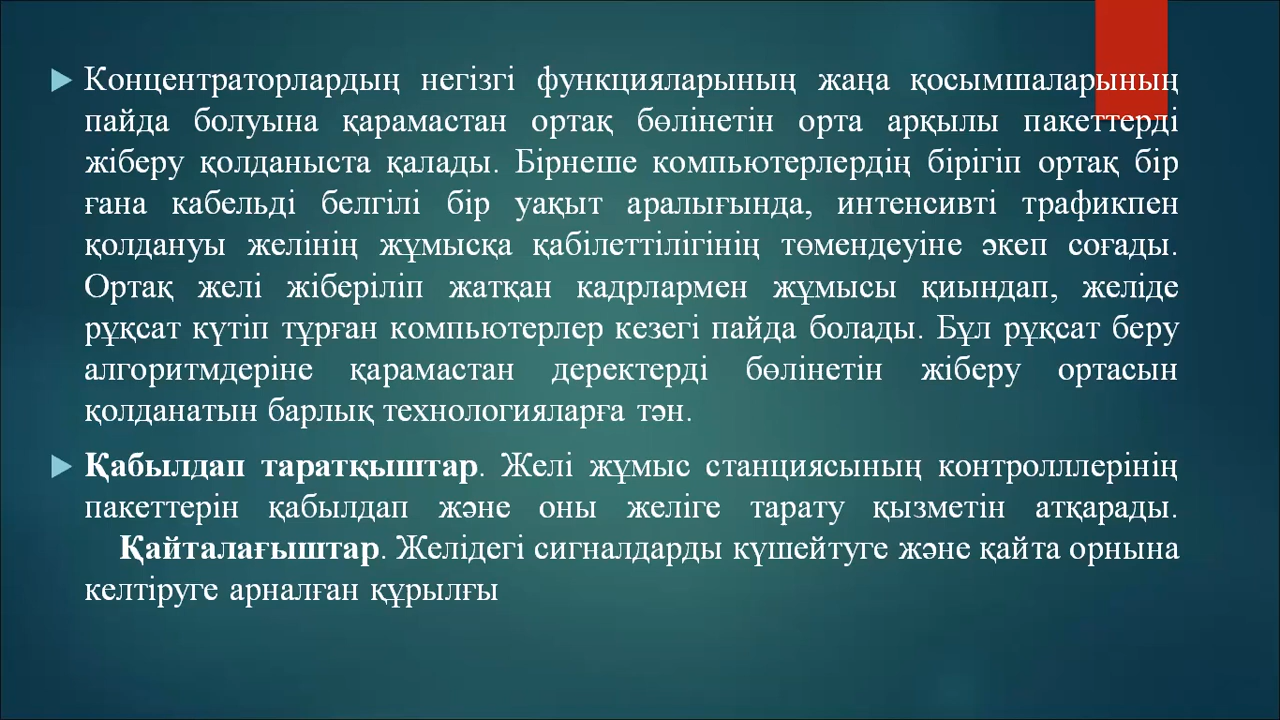 Концентраторлардың негізгі функцияларының жаңа қосымшаларының
пайда болуына қарамастан ортақ бөлінетін орта арқылы пакеттерді
жіберу қолданыста қалады. Бірнеше компьютерлердің бірігіп ортақ бір
ғана кабельді белгілі бір уақыт аралығында, интенсивті трафикпен
қолдануы желінің жұмысқа қабілеттілігінің төмендеуіне әкеп соғады.
Ортақ желі жіберіліп жатқан кадрлармен жұмысы қиындап, желіде
рұқсат күтіп тұрған компьютерлер кезегі пайда болады. Бұл рұқсат беру
алгоритмдеріне қарамастан деректерді бөлінетін жіберу ортасын
қолданатын барлық технологияларға тән.
Қабылдап таратқыштар. Желі жұмыс станциясының контролллерінің
пакеттерін қабылдап және оны желіге тарату қызметін атқарады.
Қайталағыштар. Желідегі сигналдарды күшейтуге және қайта орнына
келтіруге арналған құрылғы